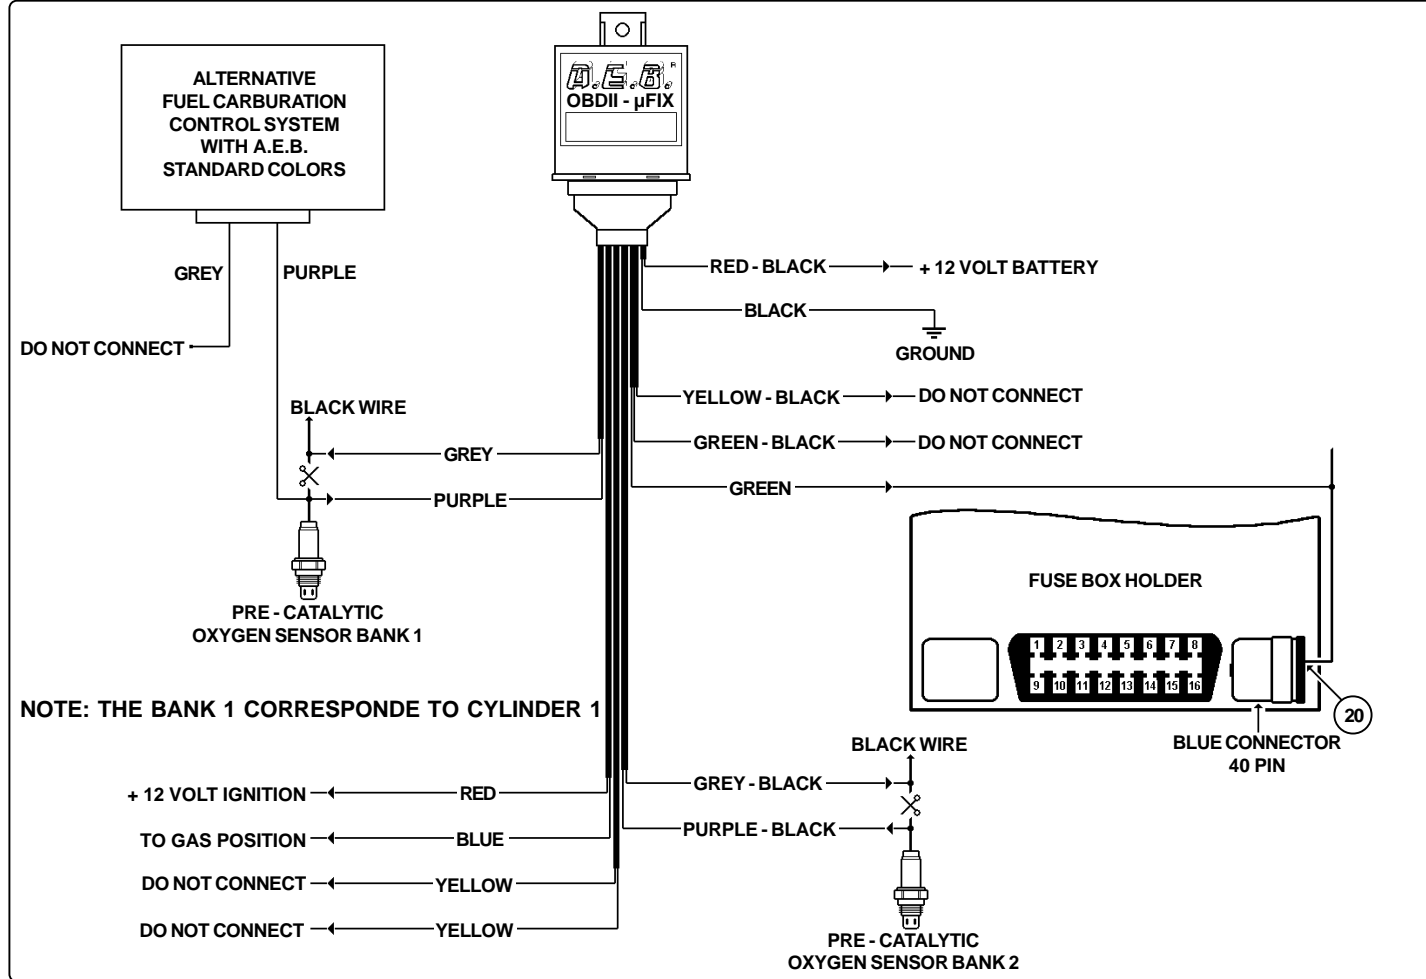 ALTERNATIVE
FUEL CARBURATION
CONTROL SYSTEM
WITH A.E.B.
STANDARD COLORS
A.E.B.®
OBDII - µFIX
GREY
PURPLE
DO NOT CONNECT
RED - BLACK
+ 12 VOLT BATTERY
BLACK
GROUND
YELLOW - BLACK
DO NOT CONNECT
GREEN - BLACK
DO NOT CONNECT
GREEN
BLACK WIRE
GREY
PURPLE
PRE - CATALYTIC
OXYGEN SENSOR BANK 1
FUSE BOX HOLDER
1 2 3 4 5 6 7 8
9 10 11 12 13 14 15 16
20
BLUE CONNECTOR
40 PIN
NOTE: THE BANK 1 CORRESPONDE TO CYLINDER 1
+ 12 VOLT IGNITION
RED
TO GAS POSITION
BLUE
DO NOT CONNECT
YELLOW
DO NOT CONNECT
YELLOW
BLACK WIRE
GREY - BLACK
PURPLE - BLACK
PRE - CATALYTIC
OXYGEN SENSOR BANK 2